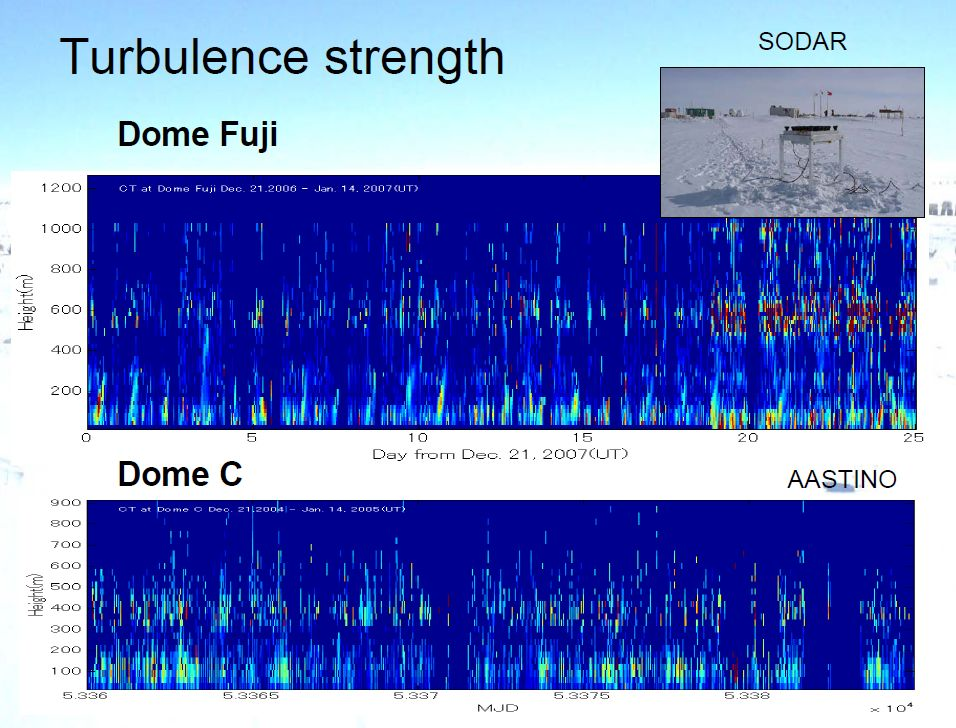 Turbulence strength
SODAR
Dome Fuji
CT at Dome Fuji Dec. 21,2006 - Jan. 14, 2007(UT)
Height(m)
1200
1000
800
600
400
200
0 5 10 15 20 25
Day from Dec. 21, 2007(UT)
Dome C
AASTINO
CT at Dome C Dec. 21,2004 - Jan. 14, 2005(UT)
Height(m)
900
800
700
600
500
400
300
200
100
5.336 5.3365 5.337 5.3375 5.338
MJD
x 10⁴